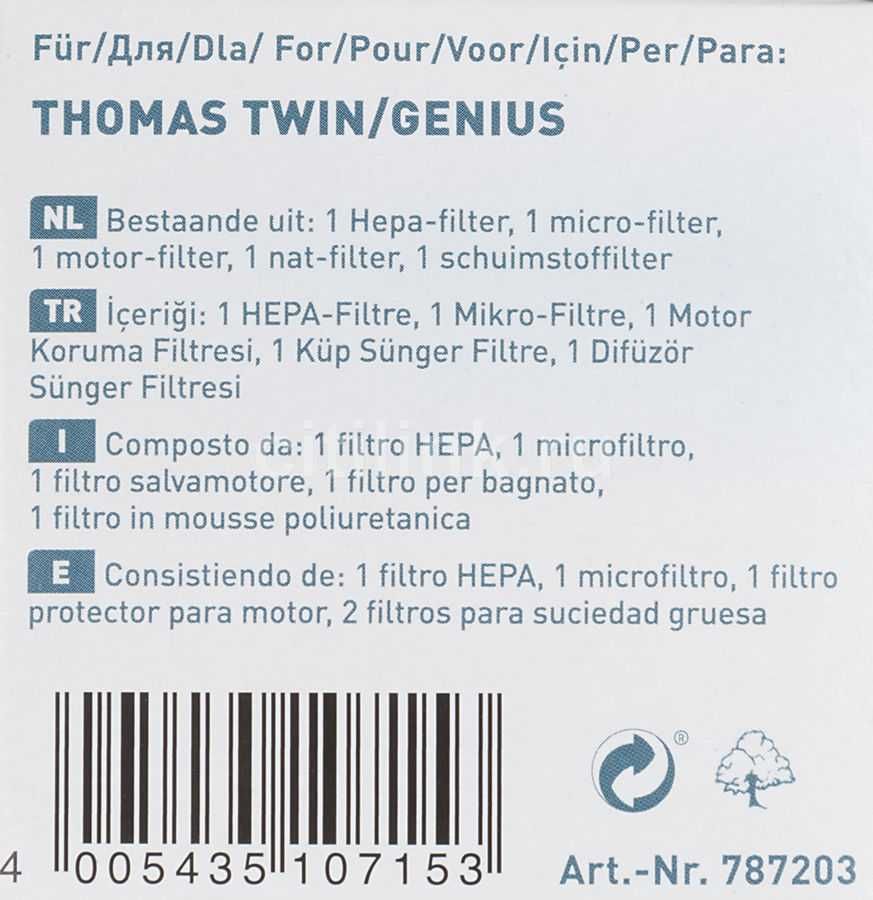 Für/Для/Dla/ For/Pour/Voor/Için/Per/Para:
THOMAS TWIN/GENIUS
NL Bestaande uit: 1 Hepa-filter, 1 micro-filter,
1 motor-filter, 1 nat-filter, 1 schuimstoffilter
TR İçeriği: 1 HEPA-Filtre, 1 Mikro-Filtre, 1 Motor
Koruma Filtresi, 1 Küp Sünger Filtre, 1 Difüzör
Sünger Filtresi
I Composto da: 1 filtro HEPA, 1 microfiltro,
citilink.ru
1 filtro salvamotore, 1 filtro per bagnato,
1 filtro in mousse poliuretanica
E Consistiendo de: 1 filtro HEPA, 1 microfiltro, 1 filtro
protector para motor, 2 filtros para suciedad gruesa
®
4 005435 107153
Art.-Nr. 787203